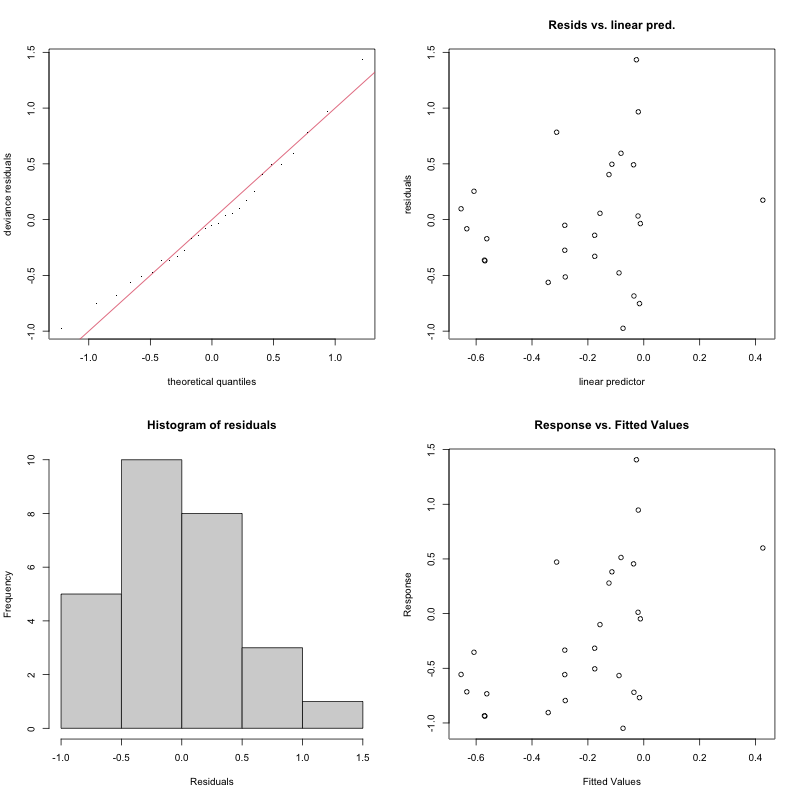 deviance residuals
-1.0 -0.5 0.0 0.5 1.0 1.5
-1.0 -0.5 0.0 0.5 1.0
theoretical quantiles
Resids vs. linear pred.
residuals
-1.0 -0.5 0.0 0.5 1.0 1.5
-0.6 -0.4 -0.2 0.0 0.2 0.4
linear predictor
Histogram of residuals
Frequency
0 2 4 6 8 10
-1.0 -0.5 0.0 0.5 1.0 1.5
Residuals
Response vs. Fitted Values
Response
-1.0 -0.5 0.0 0.5 1.0 1.5
-0.6 -0.4 -0.2 0.0 0.2 0.4
Fitted Values